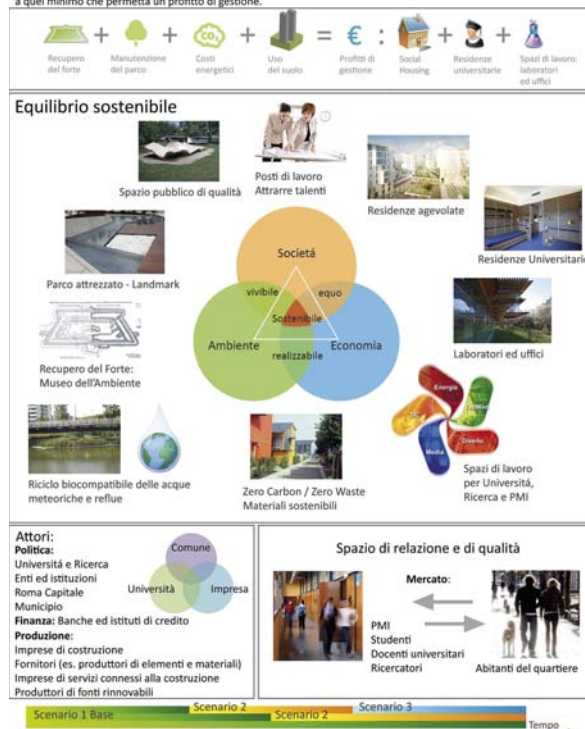 a quel minimo che permetta un profitto di gestione.
+ + + = € : + +
Recupero
del forte
Manutenzione
del parco
CO₂
Costi
energetici
Uso
del suolo
Profitti di
gestione
Social
Housing
Residenze
universitarie
Spazi di lavoro:
laboratori
ed uffici
Equilibrio sostenibile
Spazio pubblico di qualità
Posti di lavoro
Attrarre talenti
Residenze agevolate
Parco attrezzato - Landmark
Residenze Universitarie
Societá
vivibile
equo
Sostenibile
Ambiente
Economia
realizzabile
Laboratori ed uffici
Recupero del Forte:
Museo dell'Ambiente
Energía
Media
Diseño
Spazi di lavoro
per Universitá,
Ricerca e PMI
Riciclo biocompatibile delle acque
meteoriche e reflue
Zero Carbon / Zero Waste
Materiali sostenibili
Attori:
Politica:
Universitá e Ricerca
Enti ed istituzioni
Roma Capitale
Municipio
Finanza: Banche ed istituti di credito
Produzione:
Imprese di costruzione
Fornitori (es. produttori di elementi e materiali)
Imprese di servizi connessi alla costruzione
Produttori di fonti rinnovabili
Comune
Università
Impresa
Spazio di relazione e di qualità
Mercato:
PMI
Studenti
Docenti universitari
Ricercatori
Abitanti del quartiere
Scenario 1 Base
Scenario 2
Scenario 2
Scenario 3
Tempo